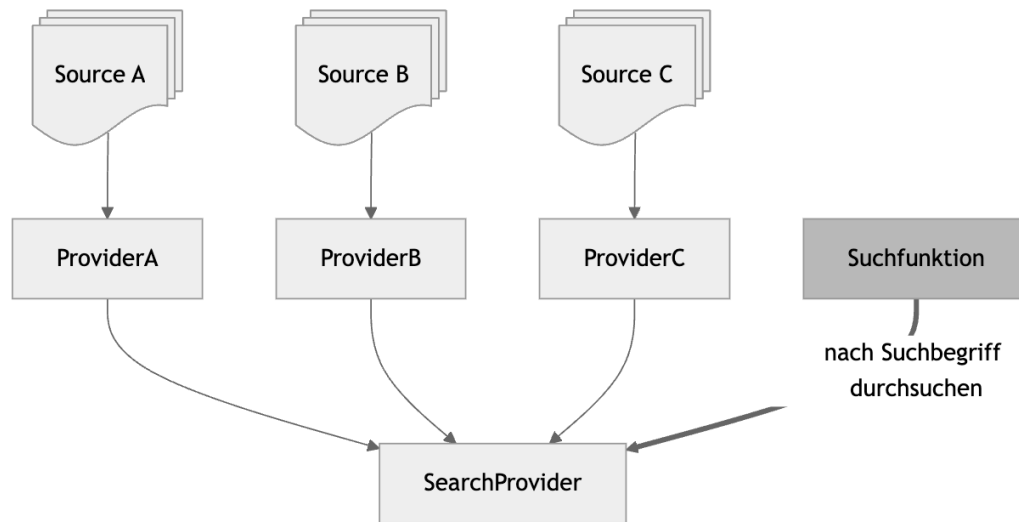 Source A
Source B
Source C
ProviderA
ProviderB
ProviderC
Suchfunktion
nach Suchbegriff
durchsuchen
SearchProvider